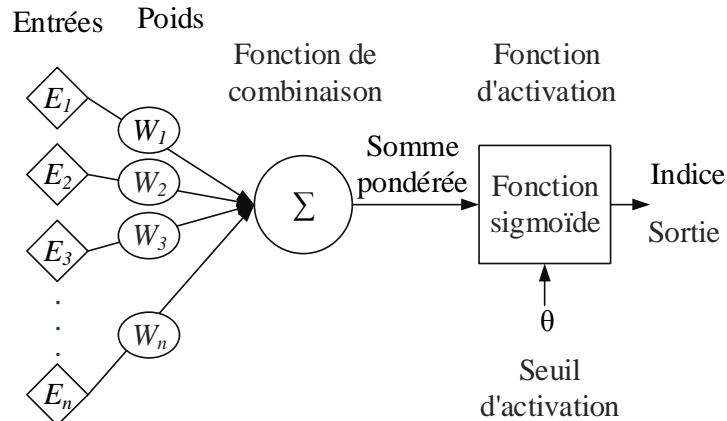 Entrées
Poids
Fonction de
combinaison
Fonction
d'activation
E1
W1
E2
W2
E3
W3
Wn
En
Σ
Somme
pondérée
Fonction
sigmoïde
Indice
Sortie
θ
Seuil
d'activation